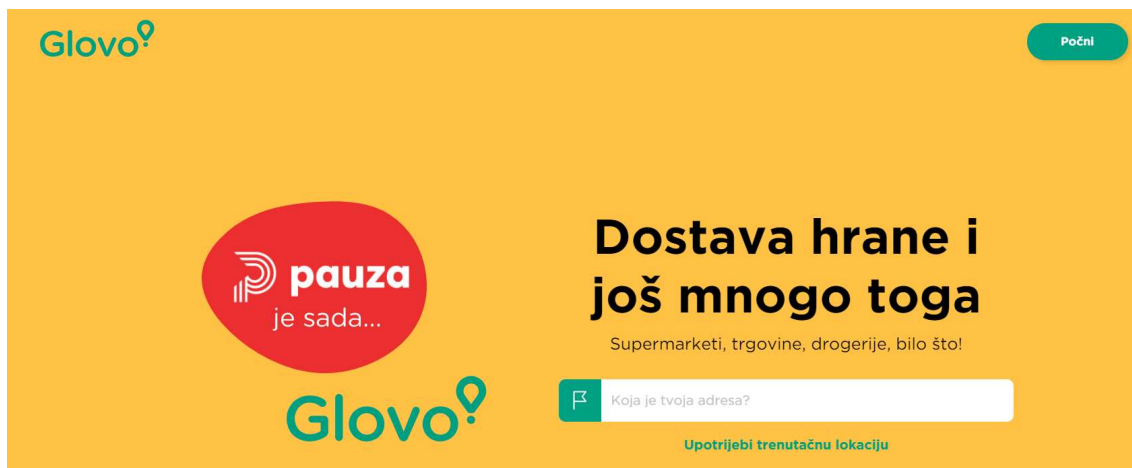 Glovo
Počni
pauza
je sada...
Glovo
Dostava hrane i
još mnogo toga
Supermarketi, trgovine, drogerije, bilo što!
Koja je tvoja adresa?
Upotrijebi trenutačnu lokaciju